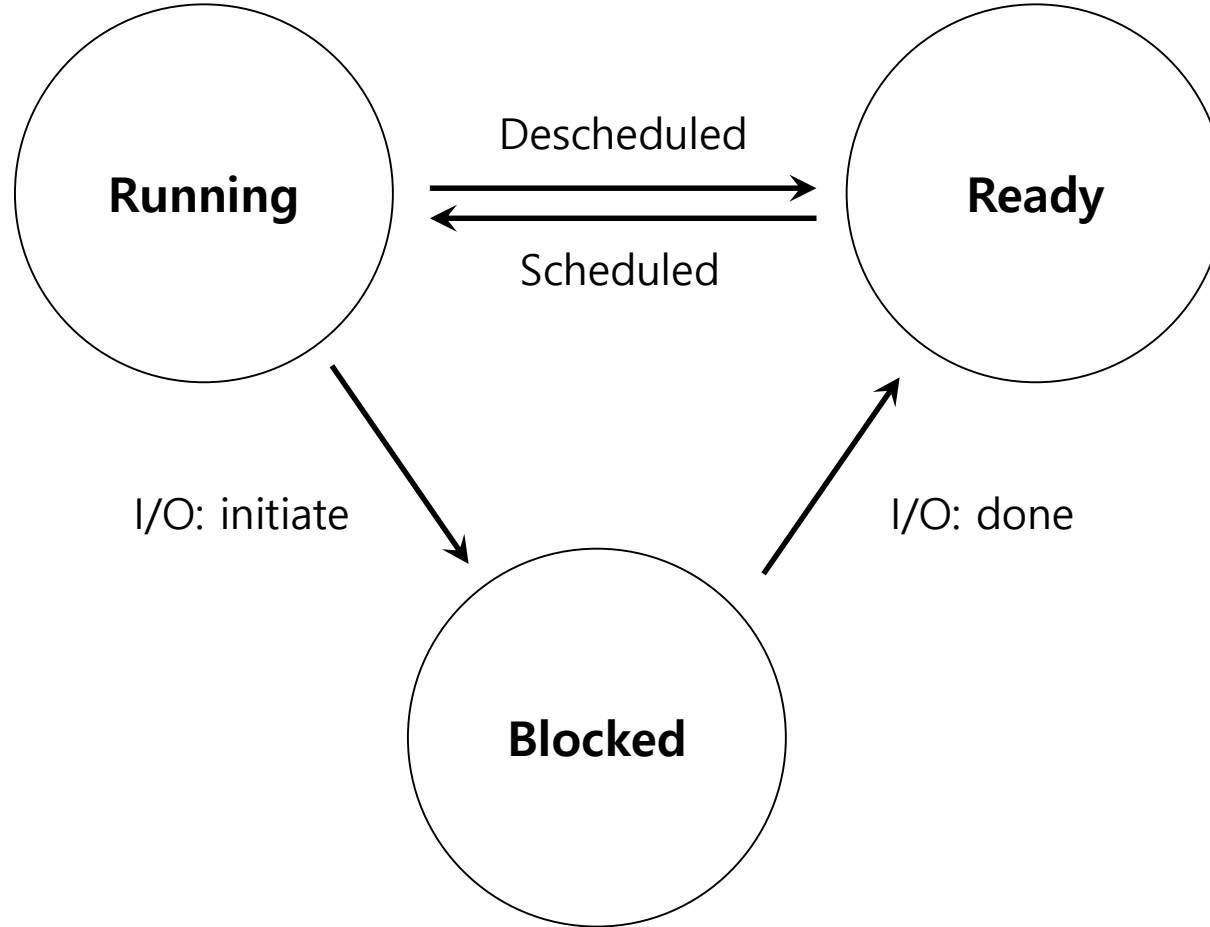 Descheduled
Running
Ready
Scheduled
I/O: initiate
I/O: done
Blocked